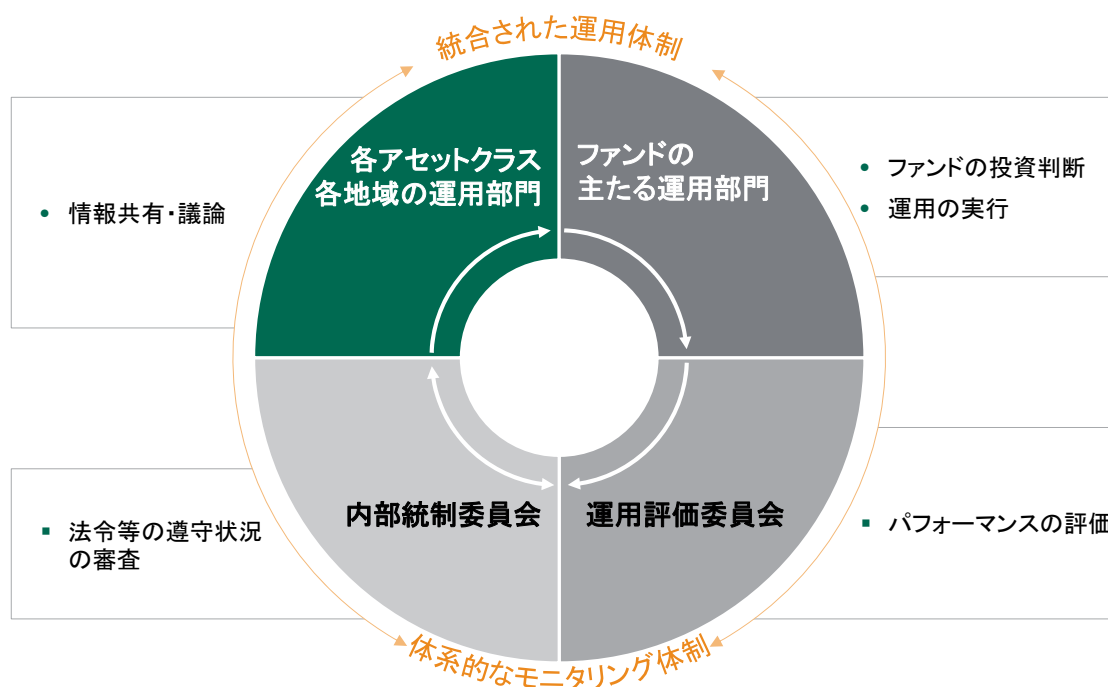 統合された運用体制
各アセットクラス
各地域の運用部門
ファンドの
主たる運用部門
• 情報共有・議論
• ファンドの投資判断
• 運用の実行
内部統制委員会
運用評価委員会
▪ 法令等の遵守状況
の審査
▪ パフォーマンスの評価
体系的なモニタリング体制